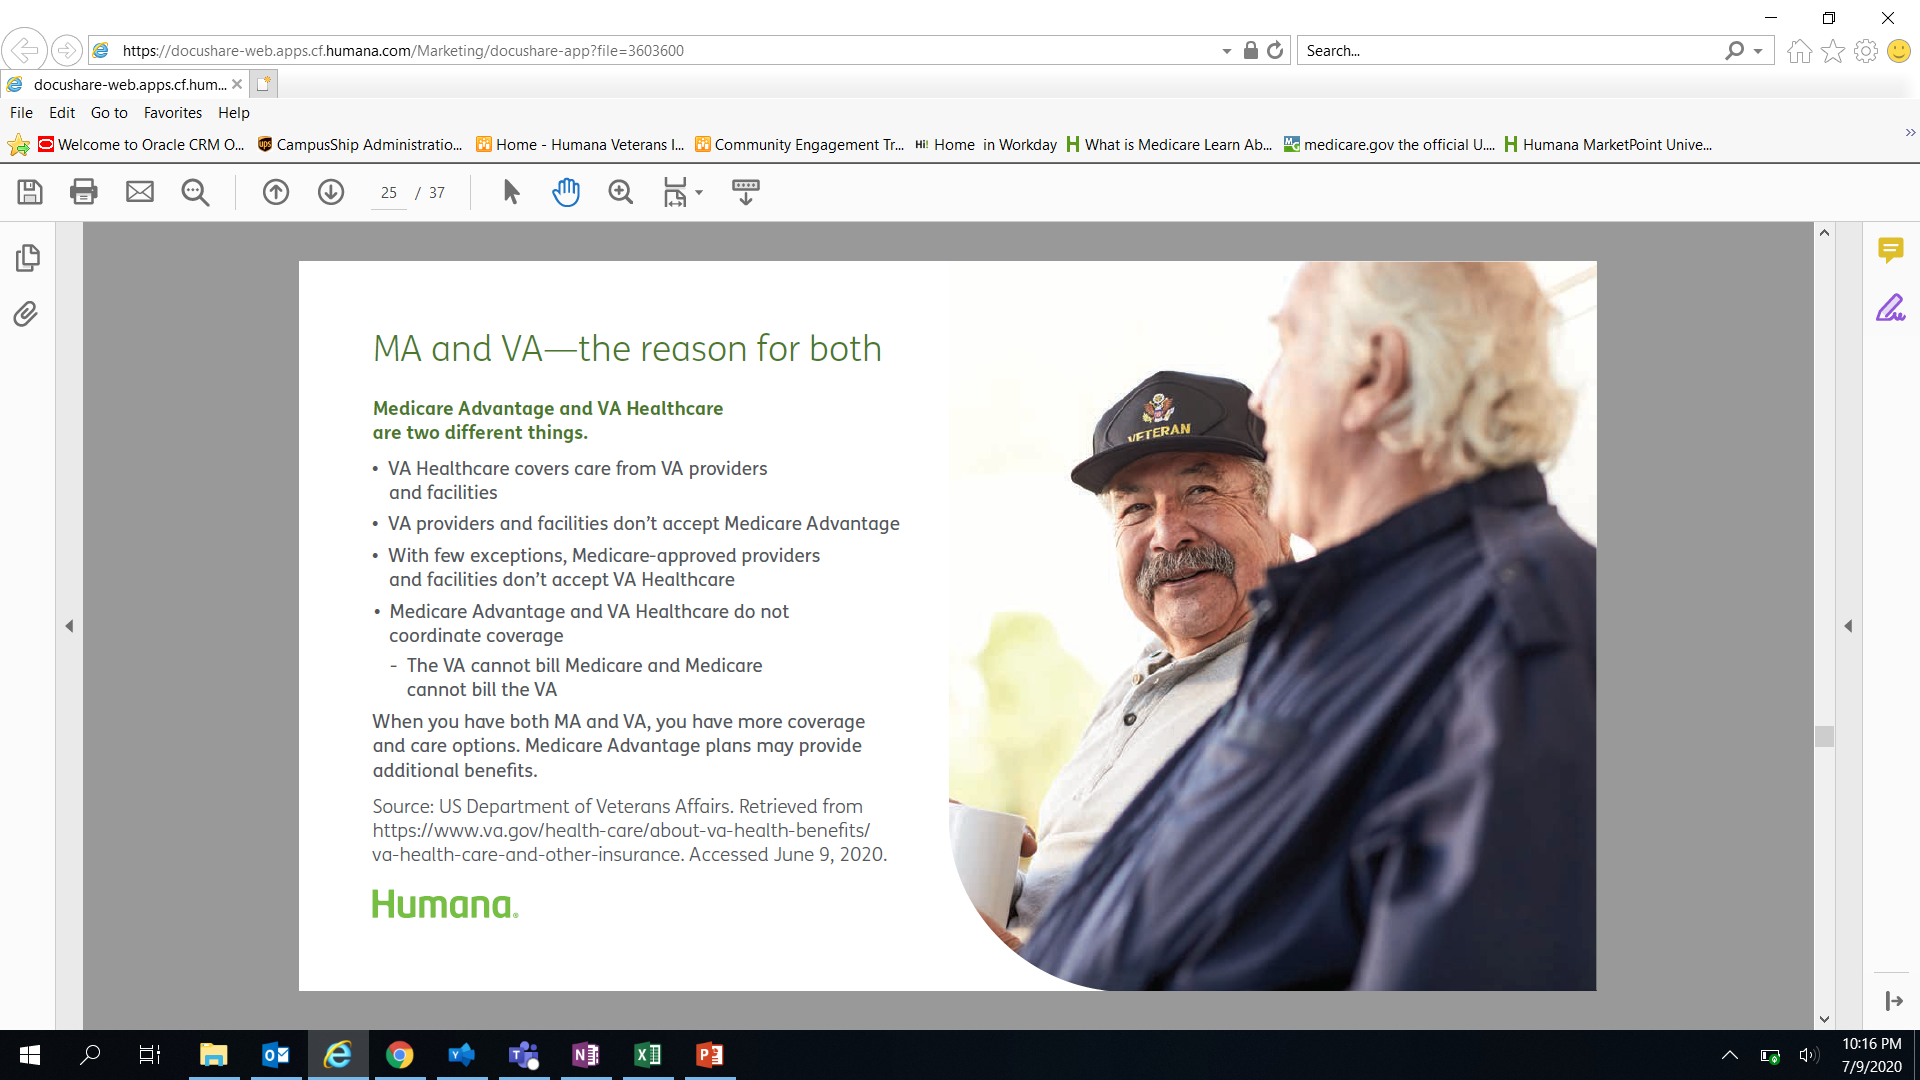 https://docushare-web.apps.cf.humana.com/Marketing/docushare-app?file=3603600
Search...
docushare-web.apps.cf.hum...
File Edit Go to Favorites Help
Welcome to Oracle CRM O... CampusShip Administratio... Home - Humana Veterans I... Community Engagement Tr... Hi! Home in Workday What is Medicare Learn Ab... medicare.gov the official U.... Humana MarketPoint Unive...
25 / 37
MA and VA—the reason for both
Medicare Advantage and VA Healthcare
are two different things.
• VA Healthcare covers care from VA providers
and facilities
• VA providers and facilities don't accept Medicare Advantage
• With few exceptions, Medicare-approved providers
and facilities don't accept VA Healthcare
• Medicare Advantage and VA Healthcare do not
coordinate coverage
- The VA cannot bill Medicare and Medicare
cannot bill the VA
When you have both MA and VA, you have more coverage
and care options. Medicare Advantage plans may provide
additional benefits.
Source: US Department of Veterans Affairs. Retrieved from
https://www.va.gov/health-care/about-va-health-benefits/
va-health-care-and-other-insurance. Accessed June 9, 2020.
Humana®
VETERAN
10:16 PM
7/9/2020